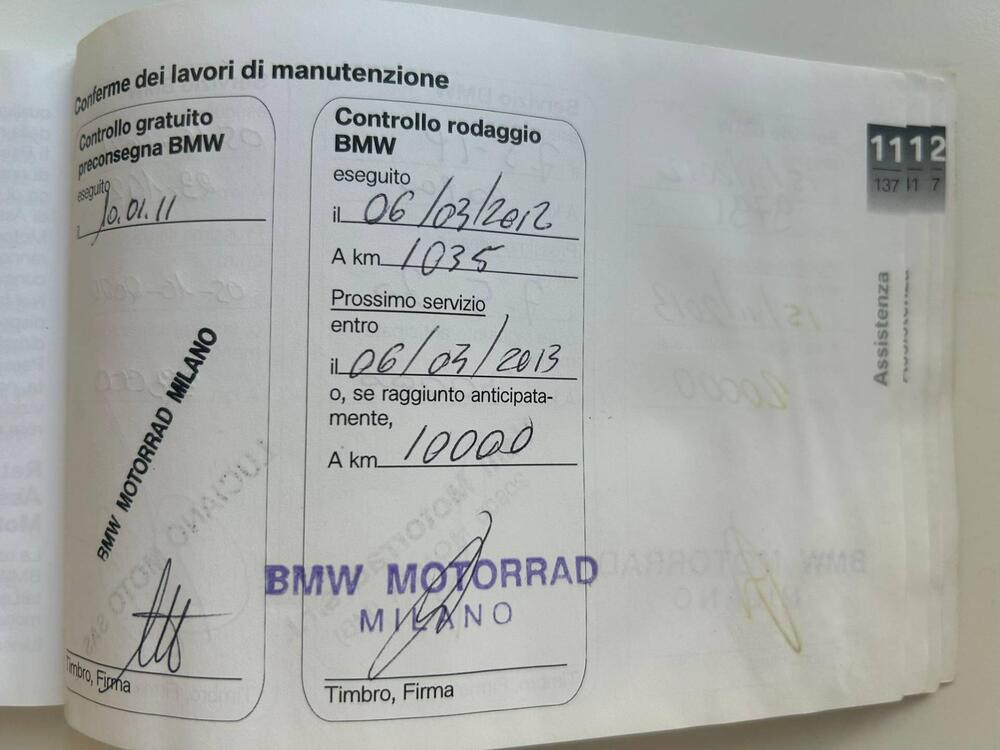 Conferme dei lavori di manutenzione
Controllo gratuito
preconsegna BMW
eseguito
10.01.11
BMW MOTORRAD MILANO
Timbro, Firma
Controllo rodaggio
BMW
eseguito
il 06/03/2012
A km 1035
Prossimo servizio
entro
il 06/03/2013
o, se raggiunto anticipata-
mente,
A km 10000
BMW MOTORRAD
MILANO
Timbro, Firma
11 11 12
137 11 7
Assistenza